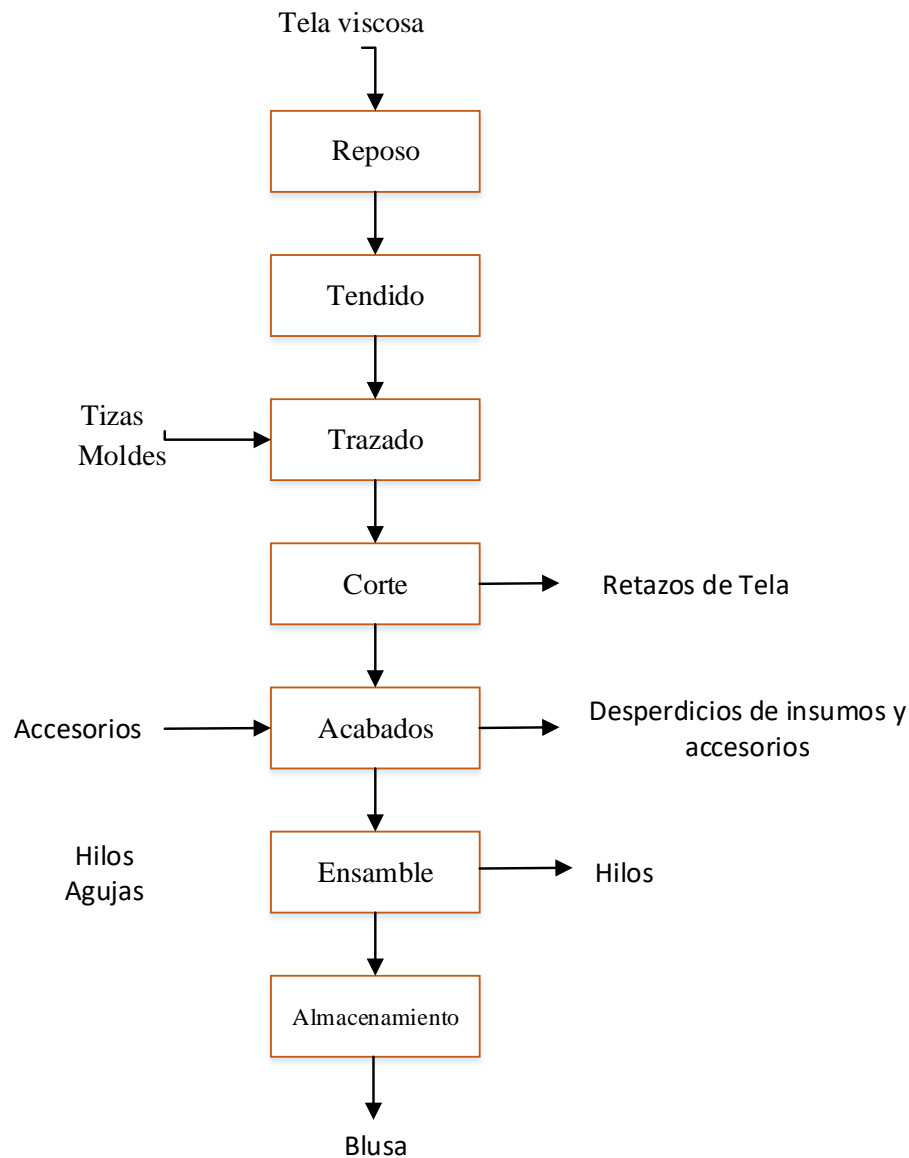 Tela viscosa
Reposo
Tendido
Tizas
Moldes
Trazado
Corte
Retazos de Tela
Accesorios
Acabados
Desperdicios de insumos y
accesorios
Hilos
Agujas
Ensamble
Hilos
Almacenamiento
Blusa